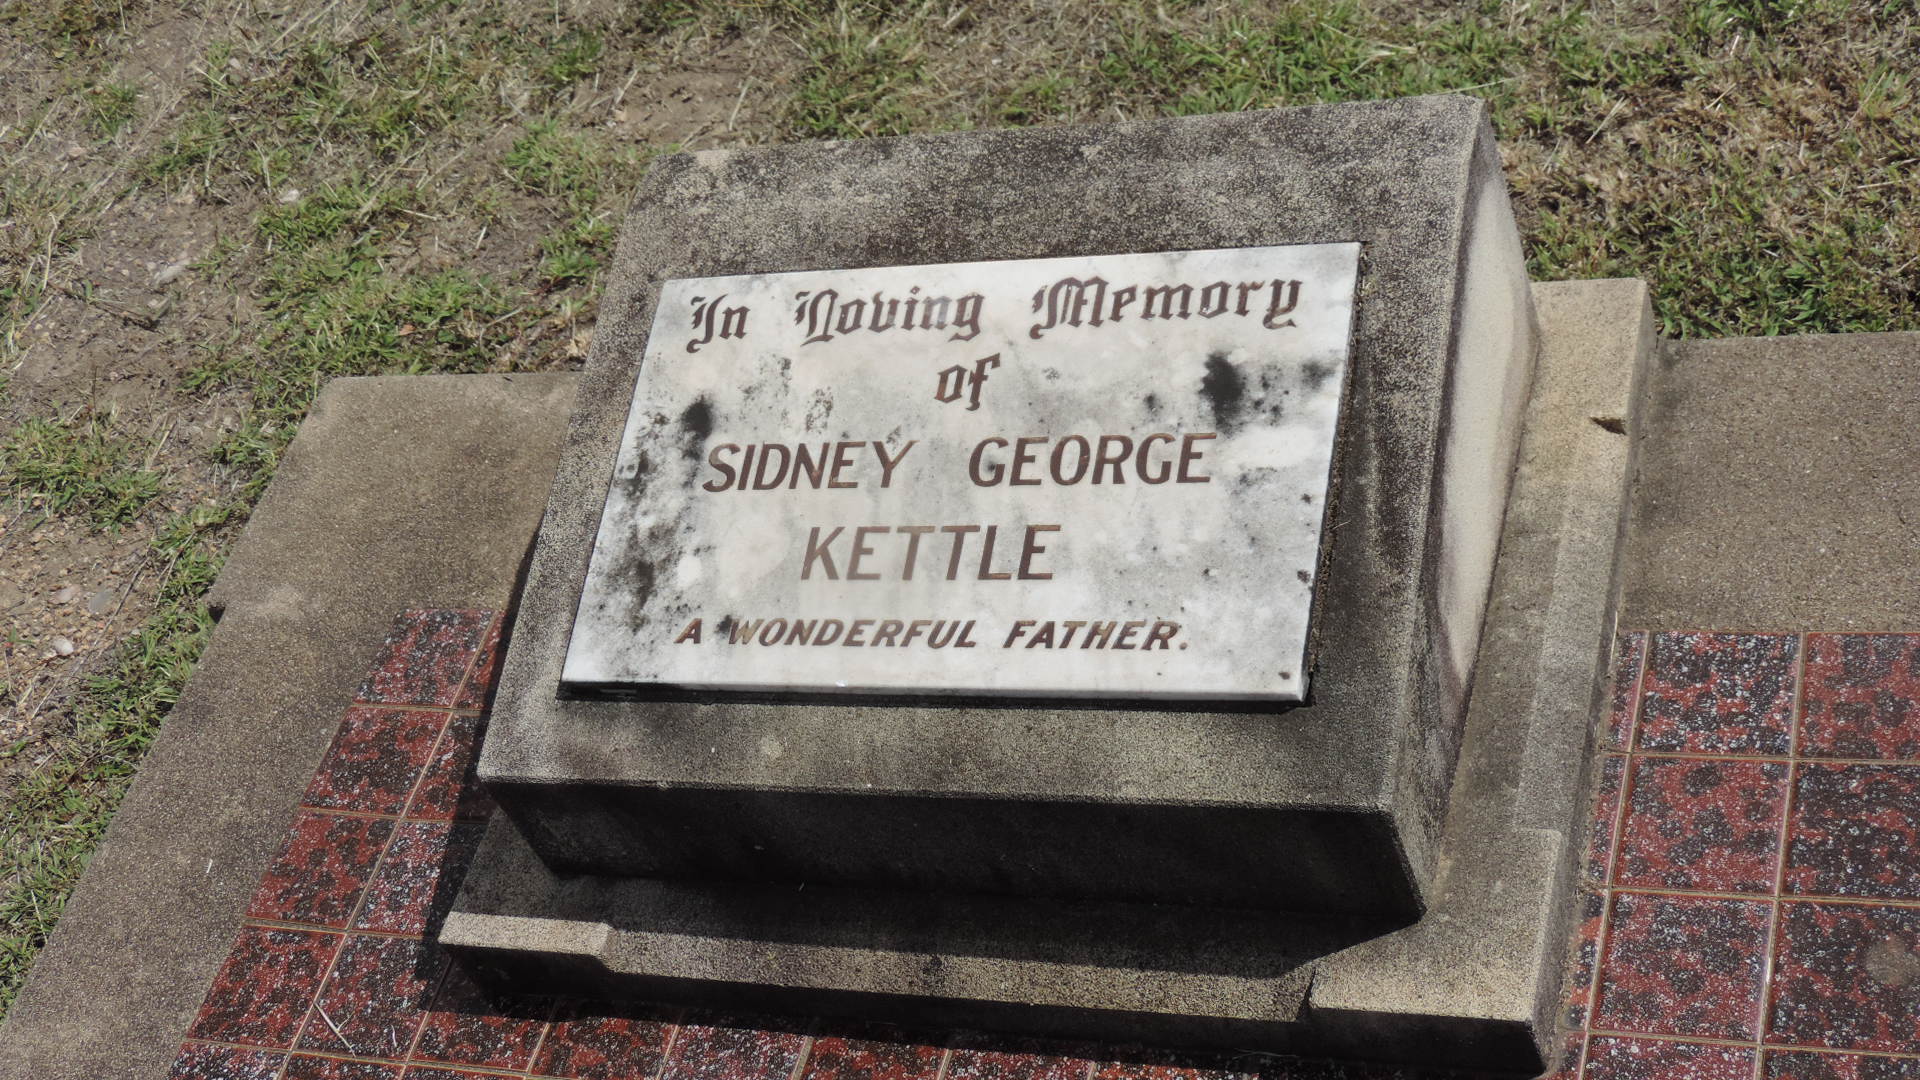 In Loving Memory
of
SIDNEY GEORGE
KETTLE
A WONDERFUL FATHER.